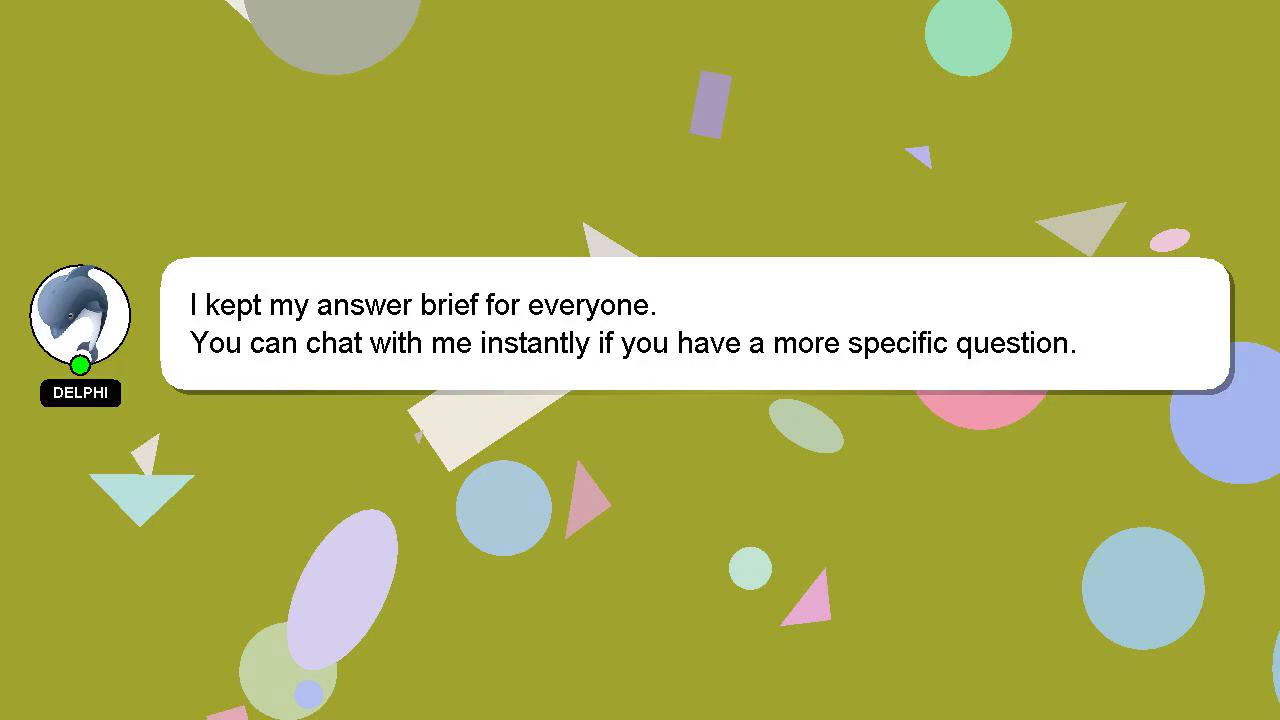 I kept my answer brief for everyone.
You can chat with me instantly if you have a more specific question.
DELPHI